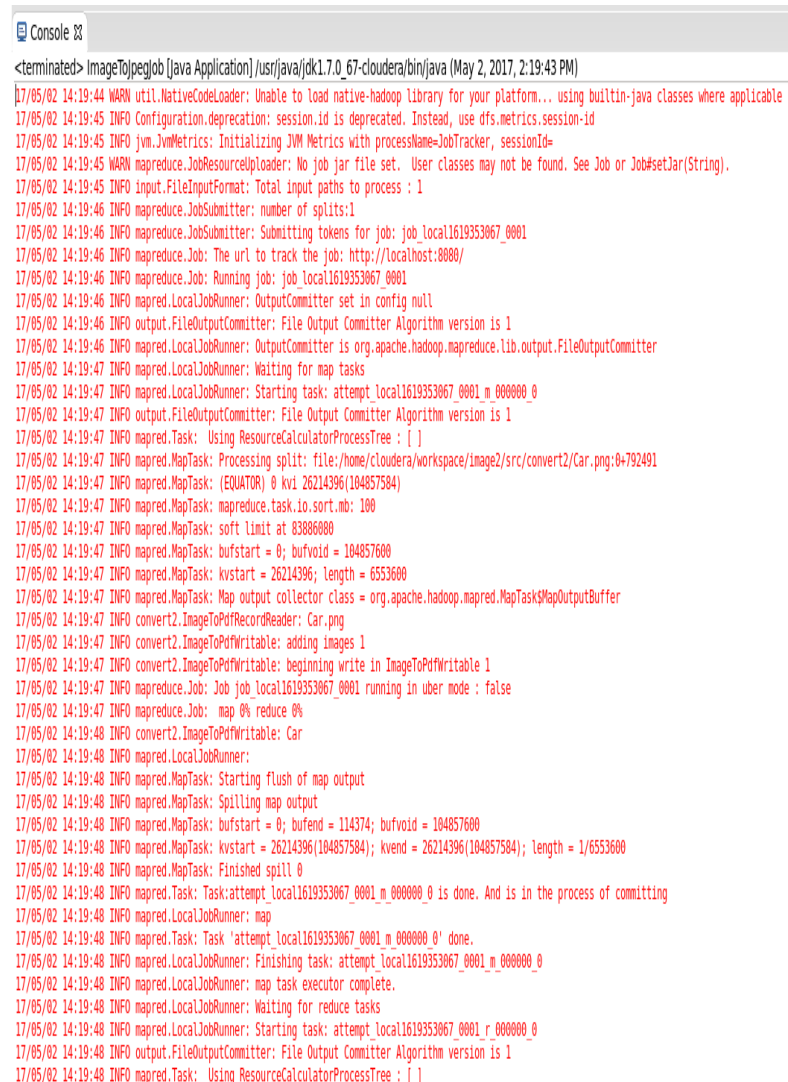 Console
<terminated> ImageToJpegJob [Java Application] /usr/java/jdk1.7.0_67-cloudera/bin/java (May 2, 2017, 2:19:43 PM)
17/05/02 14:19:44 WARN util.NativeCodeLoader: Unable to load native-hadoop library for your platform... using builtin-java classes where applicable
17/05/02 14:19:45 INFO Configuration.deprecation: session.id is deprecated. Instead, use dfs.metrics.session-id
17/05/02 14:19:45 INFO jvm.JvmMetrics: Initializing JVM Metrics with processName=JobTracker, sessionId=
17/05/02 14:19:45 WARN mapreduce.JobResourceUploader: No job jar file set.  User classes may not be found. See Job or Job#setJar(String).
17/05/02 14:19:45 INFO input.FileInputFormat: Total input paths to process : 1
17/05/02 14:19:46 INFO mapreduce.JobSubmitter: number of splits:1
17/05/02 14:19:46 INFO mapreduce.JobSubmitter: Submitting tokens for job: job_local1619353067_0001
17/05/02 14:19:46 INFO mapreduce.Job: The url to track the job: http://localhost:8080/
17/05/02 14:19:46 INFO mapreduce.Job: Running job: job_local1619353067_0001
17/05/02 14:19:46 INFO mapred.LocalJobRunner: OutputCommitter set in config null
17/05/02 14:19:46 INFO output.FileOutputCommitter: File Output Committer Algorithm version is 1
17/05/02 14:19:46 INFO mapred.LocalJobRunner: OutputCommitter is org.apache.hadoop.mapreduce.lib.output.FileOutputCommitter
17/05/02 14:19:47 INFO mapred.LocalJobRunner: Waiting for map tasks
17/05/02 14:19:47 INFO mapred.LocalJobRunner: Starting task: attempt_local1619353067_0001_m_000000_0
17/05/02 14:19:47 INFO output.FileOutputCommitter: File Output Committer Algorithm version is 1
17/05/02 14:19:47 INFO mapred.Task:  Using ResourceCalculatorProcessTree : [ ]
17/05/02 14:19:47 INFO mapred.MapTask: Processing split: file:/home/cloudera/workspace/image2/src/convert2/Car.png:0+792491
17/05/02 14:19:47 INFO mapred.MapTask: (EQUATOR) 0 kvi 26214396(104857584)
17/05/02 14:19:47 INFO mapred.MapTask: mapreduce.task.io.sort.mb: 100
17/05/02 14:19:47 INFO mapred.MapTask: soft limit at 83886080
17/05/02 14:19:47 INFO mapred.MapTask: bufstart = 0; bufvoid = 104857600
17/05/02 14:19:47 INFO mapred.MapTask: kvstart = 26214396; length = 6553600
17/05/02 14:19:47 INFO mapred.MapTask: Map output collector class = org.apache.hadoop.mapred.MapTask$MapOutputBuffer
17/05/02 14:19:47 INFO convert2.ImageToPdfRecordReader: Car.png
17/05/02 14:19:47 INFO convert2.ImageToPdfWritable: adding images 1
17/05/02 14:19:47 INFO convert2.ImageToPdfWritable: beginning write in ImageToPdfWritable 1
17/05/02 14:19:47 INFO mapreduce.Job: Job job_local1619353067_0001 running in uber mode : false
17/05/02 14:19:47 INFO mapreduce.Job:  map 0% reduce 0%
17/05/02 14:19:48 INFO convert2.ImageToPdfWritable: Car
17/05/02 14:19:48 INFO mapred.LocalJobRunner:
17/05/02 14:19:48 INFO mapred.MapTask: Starting flush of map output
17/05/02 14:19:48 INFO mapred.MapTask: Spilling map output
17/05/02 14:19:48 INFO mapred.MapTask: bufstart = 0; bufend = 114374; bufvoid = 104857600
17/05/02 14:19:48 INFO mapred.MapTask: kvstart = 26214396(104857584); kvend = 26214396(104857584); length = 1/6553600
17/05/02 14:19:48 INFO mapred.MapTask: Finished spill 0
17/05/02 14:19:48 INFO mapred.Task: Task:attempt_local1619353067_0001_m_000000_0 is done. And is in the process of committing
17/05/02 14:19:48 INFO mapred.LocalJobRunner: map
17/05/02 14:19:48 INFO mapred.Task: Task 'attempt_local1619353067_0001_m_000000_0' done.
17/05/02 14:19:48 INFO mapred.LocalJobRunner: Finishing task: attempt_local1619353067_0001_m_000000_0
17/05/02 14:19:48 INFO mapred.LocalJobRunner: map task executor complete.
17/05/02 14:19:48 INFO mapred.LocalJobRunner: Waiting for reduce tasks
17/05/02 14:19:48 INFO mapred.LocalJobRunner: Starting task: attempt_local1619353067_0001_r_000000_0
17/05/02 14:19:48 INFO output.FileOutputCommitter: File Output Committer Algorithm version is 1
17/05/02 14:19:48 INFO mapred.Task:  Using ResourceCalculatorProcessTree : [ ]